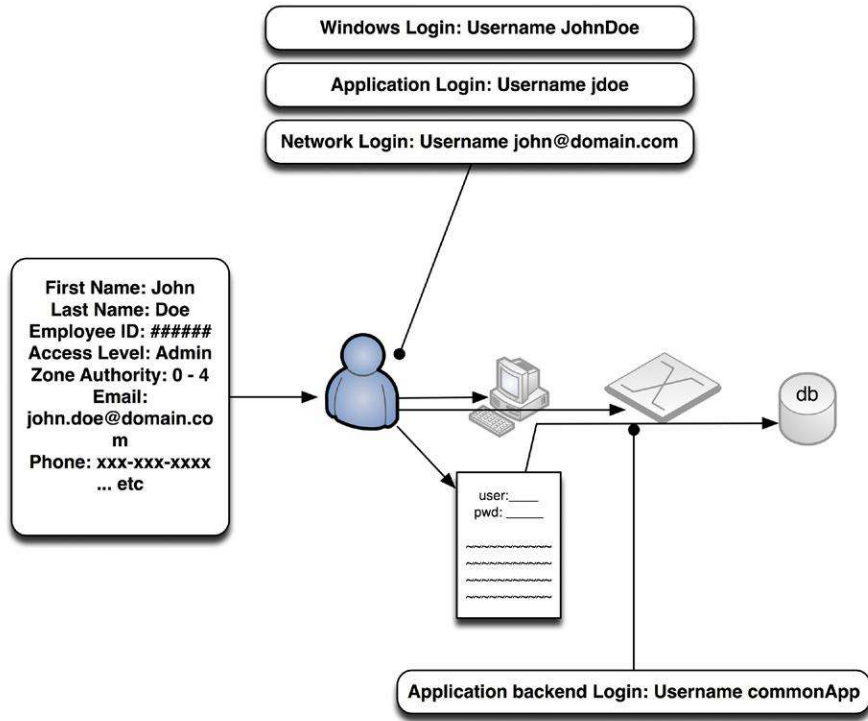 Windows Login: Username JohnDoe
Application Login: Username jdoe
Network Login: Username john@domain.com
First Name: John
Last Name: Doe
Employee ID: ######
Access Level: Admin
Zone Authority: 0 - 4
Email:
john.doe@domain.co
m
Phone: xxx-xxx-xxxx
... etc
db
user:____
pwd: _____
Application backend Login: Username commonApp